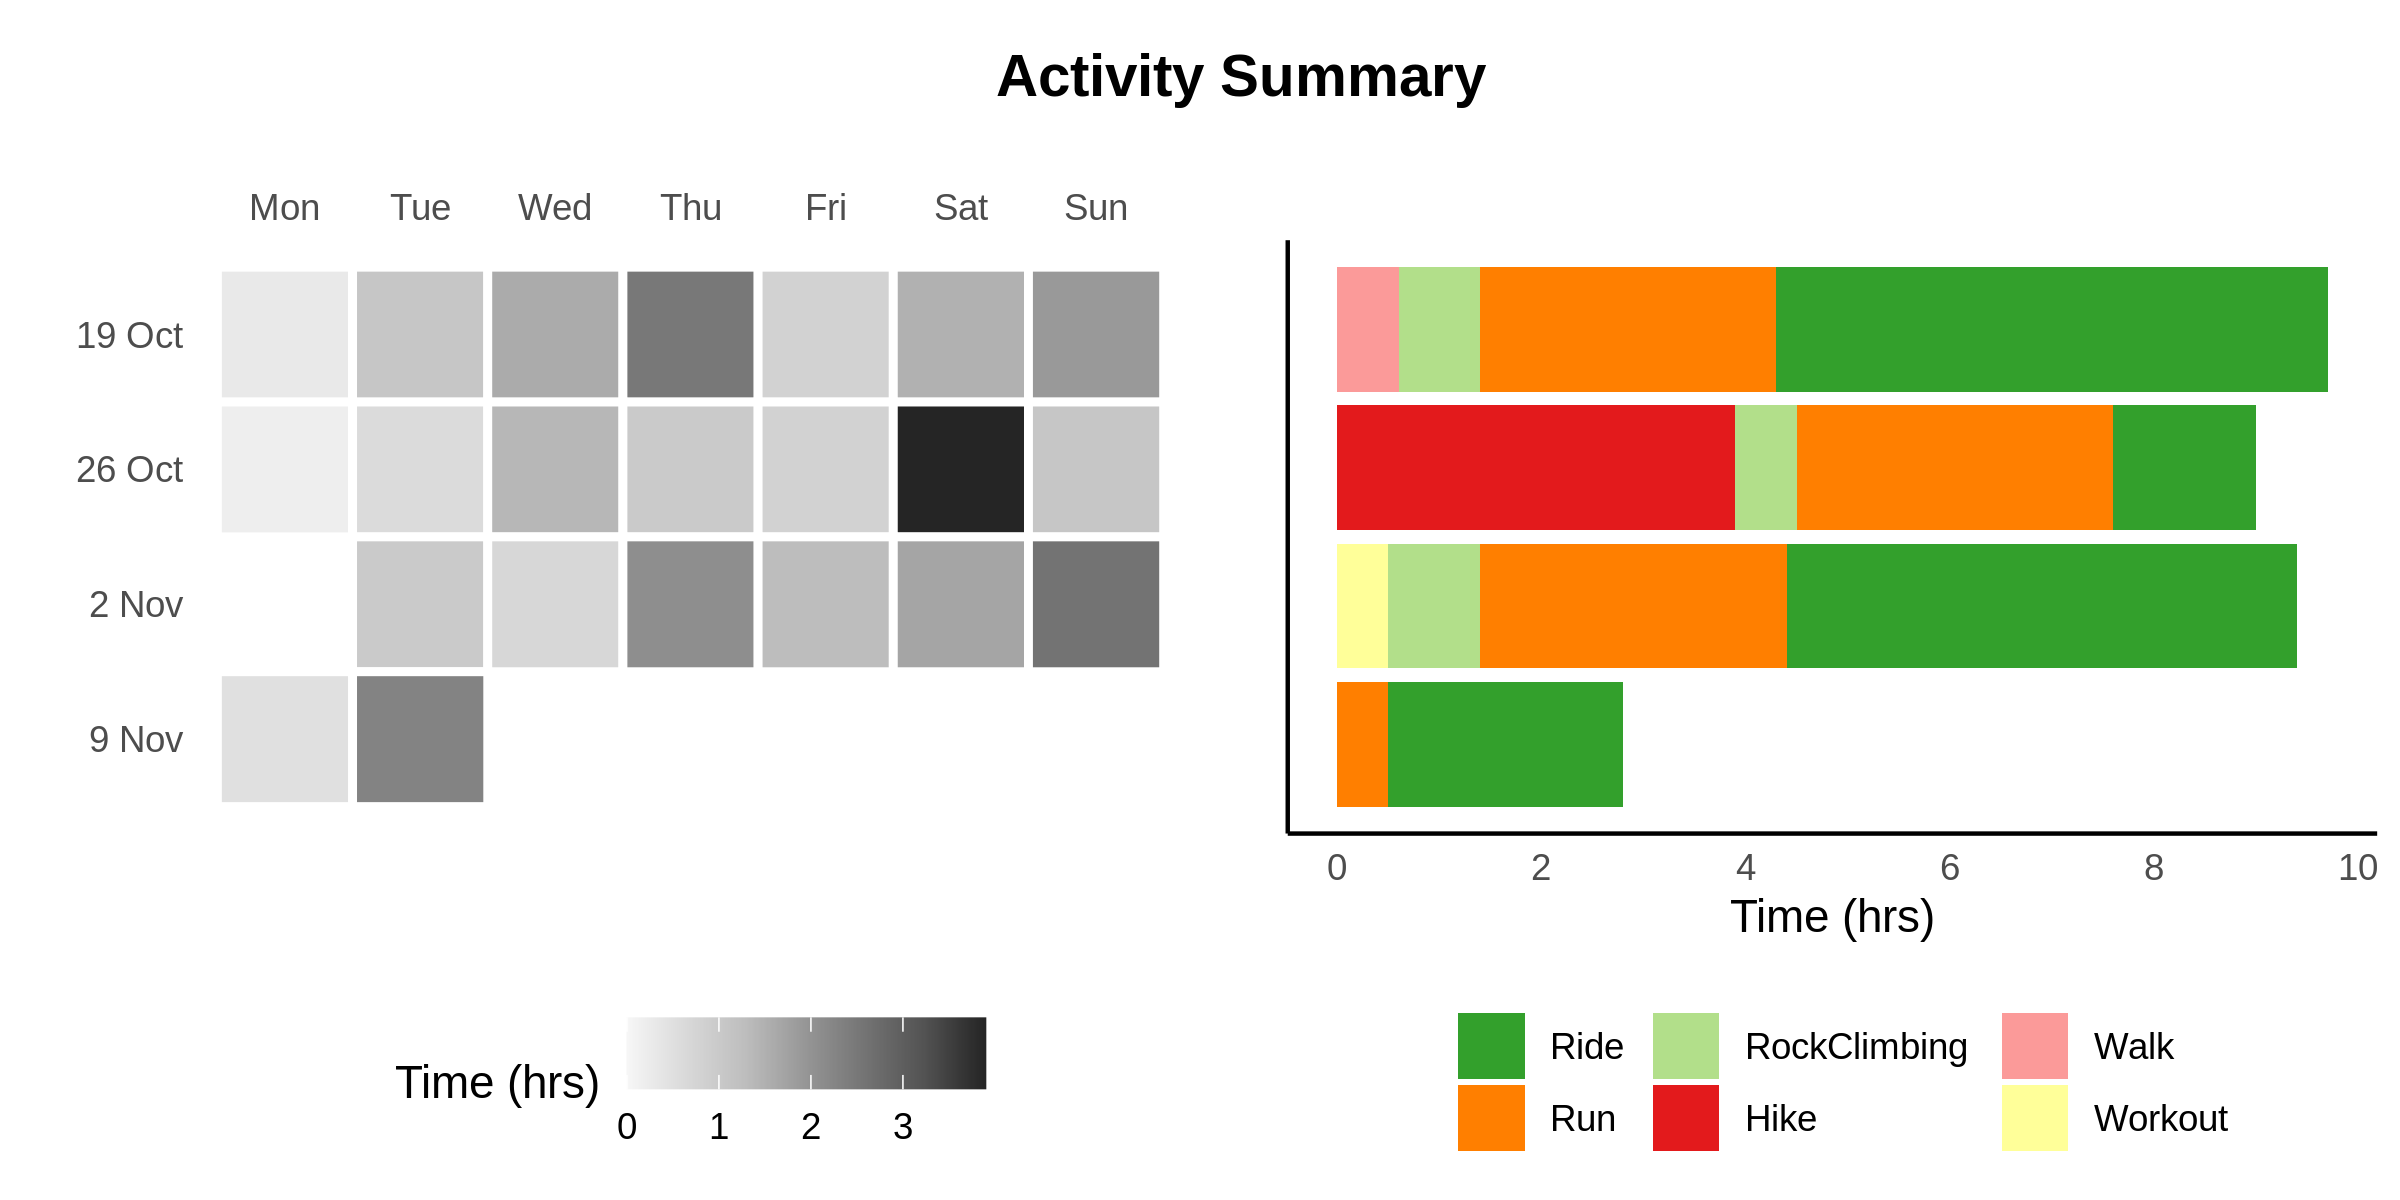 Activity Summary
Mon Tue Wed Thu Fri Sat Sun
19 Oct
26 Oct
2 Nov
9 Nov
0 2 4 6 8 10
Time (hrs)
Time (hrs)
0 1 2 3
Ride RockClimbing Walk
Run Hike Workout